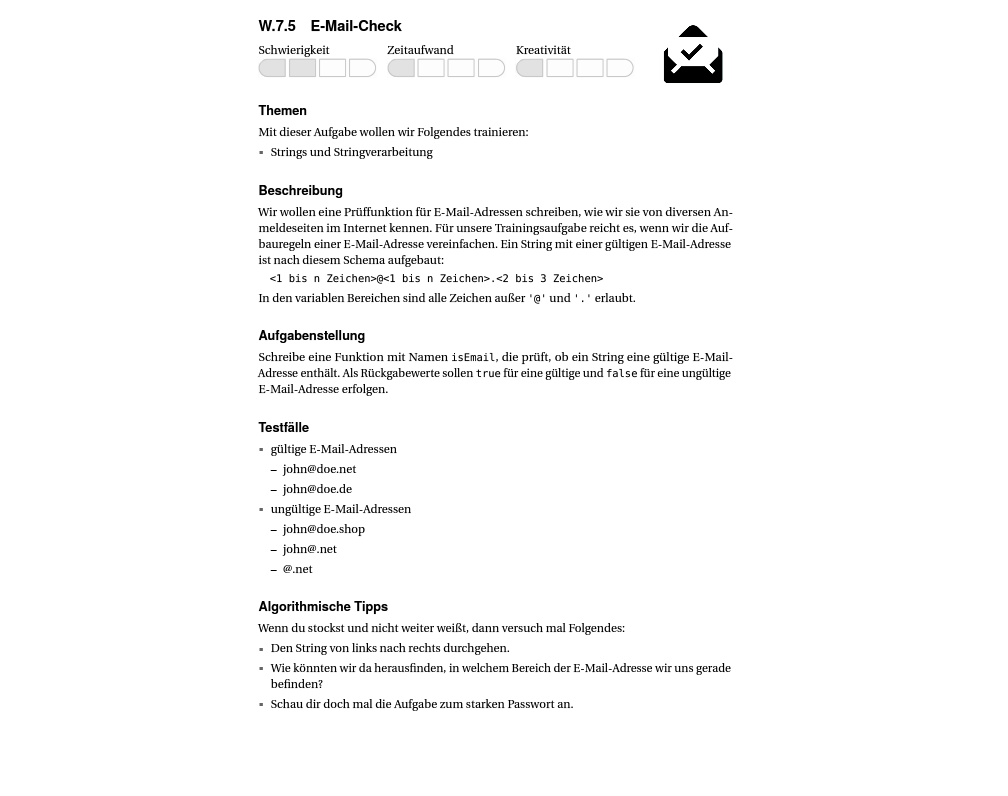 W.7.5 E-Mail-Check
Schwierigkeit Zeitaufwand Kreativität
Themen
Mit dieser Aufgabe wollen wir Folgendes trainieren:
▪ Strings und Stringverarbeitung
Beschreibung
Wir wollen eine Prüffunktion für E-Mail-Adressen schreiben, wie wir sie von diversen An-
meldeseiten im Internet kennen. Für unsere Trainingsaufgabe reicht es, wenn wir die Auf-
bauregeln einer E-Mail-Adresse vereinfachen. Ein String mit einer gültigen E-Mail-Adresse
ist nach diesem Schema aufgebaut:
<1 bis n Zeichen>@<1 bis n Zeichen>.<2 bis 3 Zeichen>
In den variablen Bereichen sind alle Zeichen außer '@' und '.' erlaubt.
Aufgabenstellung
Schreibe eine Funktion mit Namen isEmail, die prüft, ob ein String eine gültige E-Mail-
Adresse enthält. Als Rückgabewerte sollen true für eine gültige und false für eine ungültige
E-Mail-Adresse erfolgen.
Testfälle
▪ gültige E-Mail-Adressen
– john@doe.net
– john@doe.de
▪ ungültige E-Mail-Adressen
– john@doe.shop
– john@.net
– @.net
Algorithmische Tipps
Wenn du stockst und nicht weiter weißt, dann versuch mal Folgendes:
▪ Den String von links nach rechts durchgehen.
▪ Wie könnten wir da herausfinden, in welchem Bereich der E-Mail-Adresse wir uns gerade
befinden?
▪ Schau dir doch mal die Aufgabe zum starken Passwort an.